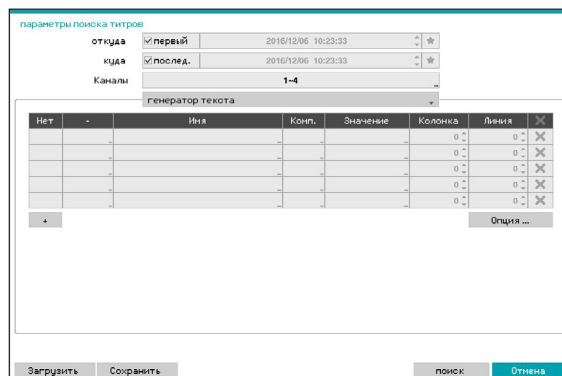 параметры поиска титров
откуда первый 2016/12/06 10:23:33
куда послед. 2016/12/06 10:23:33
Каналы 1~4
генератор текста
Нет - Имя Комп. Значение Колонка Линия
0 0
0 0
0 0
0 0
0 0
+ Опция ...
Загрузить Сохранить поиск Отмена